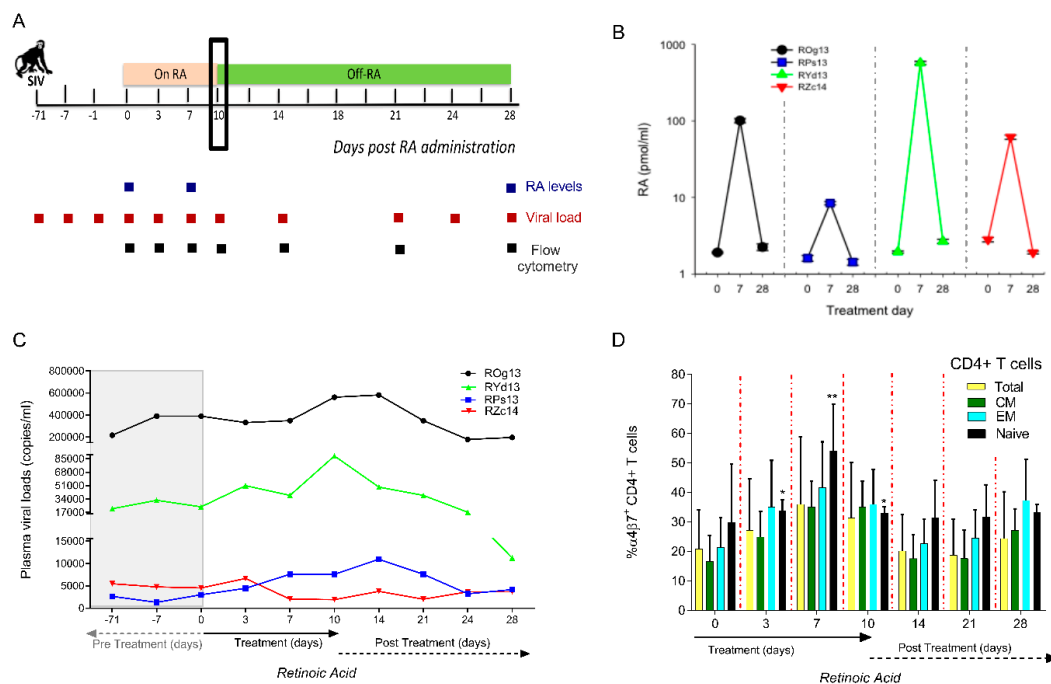 A
SIV
On RA
Off-RA
-71 -7 -1 0 3 7 10 14 21 24 28
Days post RA administration
RA levels
Viral load
Flow
cytometry
B
ROg13
RPs13
RYd13
RZc14
RA (pmol/ml)
1000
100
10
1
0 7 28 0 7 28 0 7 28 0 7 28
Treatment day
C
ROg13
RYd13
RPs13
RZc14
Plasma viral loads (copies/ml)
800000
600000
400000
200000
85000
68000
51000
34000
17000
15000
10000
5000
0
-71 -7 0 3 7 10 14 21 24 28
Pre Treatment (days) Treatment (days) Post Treatment (days)
Retinoic Acid
D
CD4+ T cells
Total
CM
EM
Naive
%α4β7+ CD4+ T cells
80
70
60
50
40
30
20
10
0
* ** *
0 3 7 10 14 21 28
Treatment (days) Post Treatment (days)
Retinoic Acid